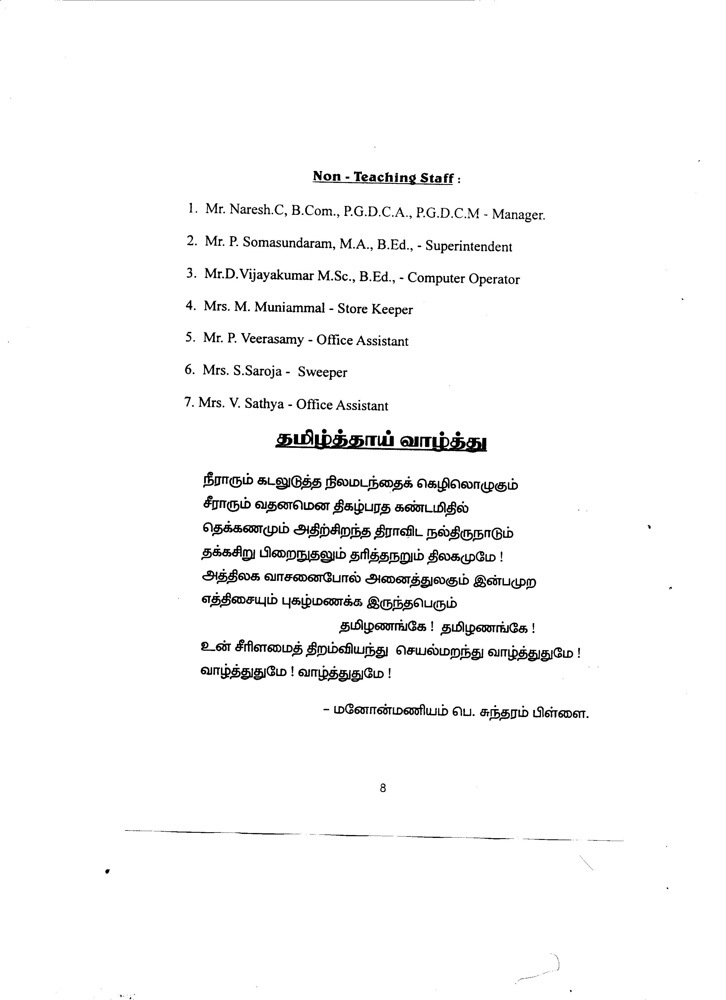 Non - Teaching Staff :
1. Mr. Naresh.C, B.Com., P.G.D.C.A., P.G.D.C.M - Manager.
2. Mr. P. Somasundaram, M.A., B.Ed., - Superintendent
3. Mr.D.Vijayakumar M.Sc., B.Ed., - Computer Operator
4. Mrs. M. Muniammal - Store Keeper
5. Mr. P. Veerasamy - Office Assistant
6. Mrs. S.Saroja - Sweeper
7. Mrs. V. Sathya - Office Assistant
தமிழ்த்தாய் வாழ்த்து
நீராரும் கடலுடுத்த நிலமடந்தைக் கெழிலொழுகும்
சீராரும் வதனமென திகழ்பரத கண்டமிதில்
தெக்கணமும் அதிற்சிறந்த திராவிட நல்திருநாடும்
தக்கசிறு பிறைநுதலும் தரித்தநறும் திலகமுமே !
அத்திலக வாசனைபோல் அனைத்துலகும் இன்பமுற
எத்திசையும் புகழ்மணக்க இருந்தபெரும்
தமிழணங்கே ! தமிழணங்கே !
உன் சீரிளமைத் திறம்வியந்து செயல்மறந்து வாழ்த்துதுமே !
வாழ்த்துதுமே ! வாழ்த்துதுமே !
- மனோன்மணியம் பெ. சுந்தரம் பிள்ளை.
8